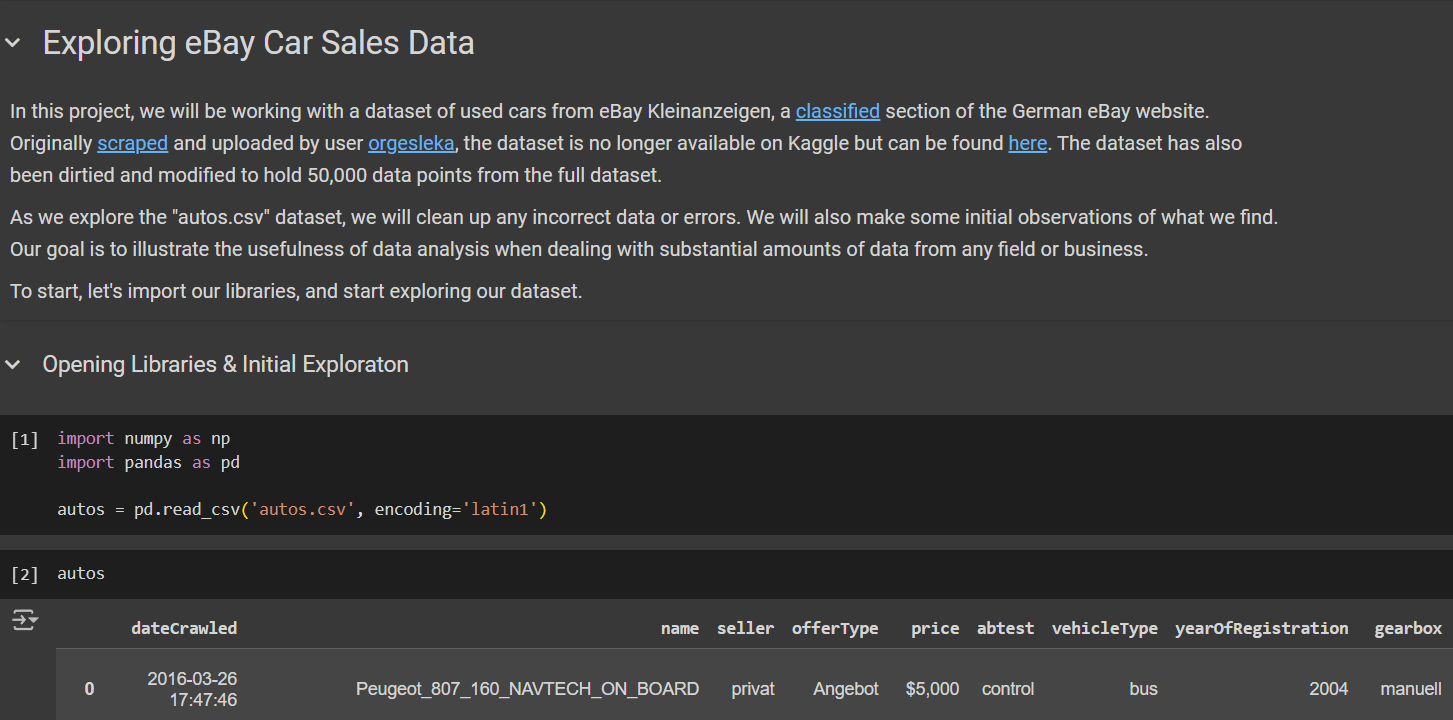 Exploring eBay Car Sales Data
In this project, we will be working with a dataset of used cars from eBay Kleinanzeigen, a classified section of the German eBay website.
Originally scraped and uploaded by user orgesleka, the dataset is no longer available on Kaggle but can be found here. The dataset has also
been dirtied and modified to hold 50,000 data points from the full dataset.
As we explore the "autos.csv" dataset, we will clean up any incorrect data or errors. We will also make some initial observations of what we find.
Our goal is to illustrate the usefulness of data analysis when dealing with substantial amounts of data from any field or business.
To start, let's import our libraries, and start exploring our dataset.
Opening Libraries & Initial Exploraton
[1] import numpy as np
import pandas as pd
autos = pd.read_csv('autos.csv', encoding='latin1')
[2] autos
dateCrawled name seller offerType price abtest vehicleType yearOfRegistration gearbox
0 2016-03-26 17:47:46 Peugeot_807_160_NAVTECH_ON_BOARD privat Angebot $5,000 control bus 2004 manuell